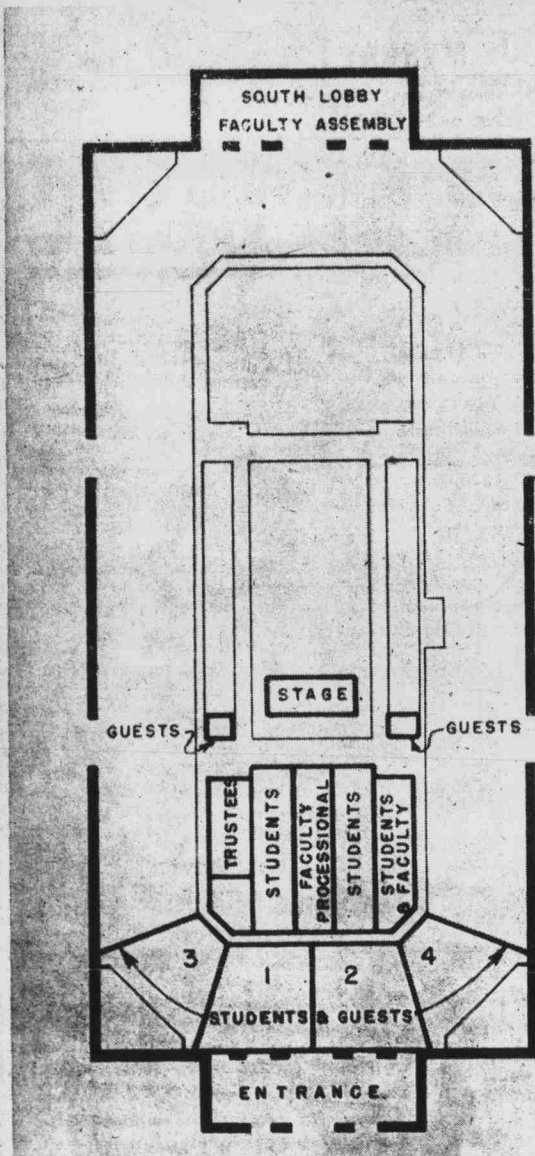 SOUTH LOBBY
FACULTY ASSEMBLY
STAGE
GUESTS
GUESTS
TRUSTEES
STUDENTS
FACULTY
PROCESSIONAL
STUDENTS
STUDENTS
& FACULTY
3
1
2
4
STUDENTS & GUESTS
ENTRANCE.